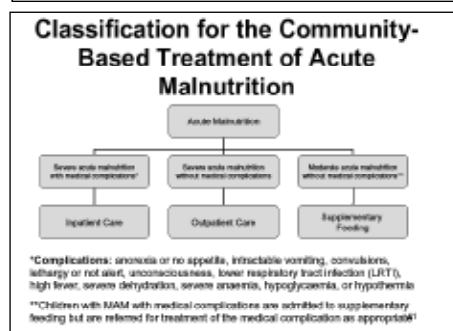 Classification for the Community-
Based Treatment of Acute
Malnutrition
Acute Malnutrition
Severe acute malnutrition
with medical complications*
Severe acute malnutrition
without medical complications
Moderate acute malnutrition
without medical complications**
Inpatient Care
Outpatient Care
Supplementary
Feeding
*Complications: anorexia or no appetite, intractable vomiting, convulsions,
lethargy or not alert, unconsciousness, lower respiratory tract infection (LRTI),
high fever, severe dehydration, severe anaemia, hypoglycaemia, or hypothermia
**Children with MAM with medical complications are admitted to supplementary
feeding but are referred for treatment of the medical complication as appropriate